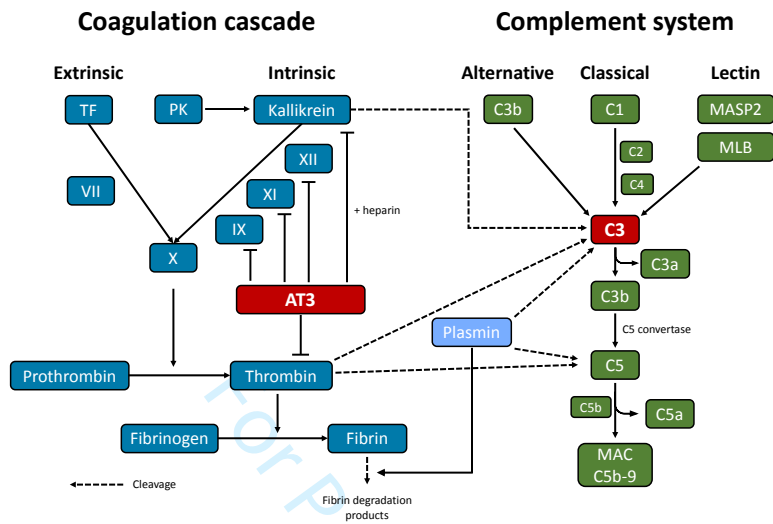 Coagulation cascade
Complement system
Extrinsic
Intrinsic
Alternative
Classical
Lectin
TF
PK
Kallikrein
C3b
C1
MASP2
XII
C2
MLB
VII
XI
C4
+ heparin
IX
C3
X
C3a
AT3
C3b
Plasmin
C5 convertase
Prothrombin
Thrombin
C5
C5b
C5a
Fibrinogen
Fibrin
MAC
C5b-9
Cleavage
Fibrin degradation
products
For P